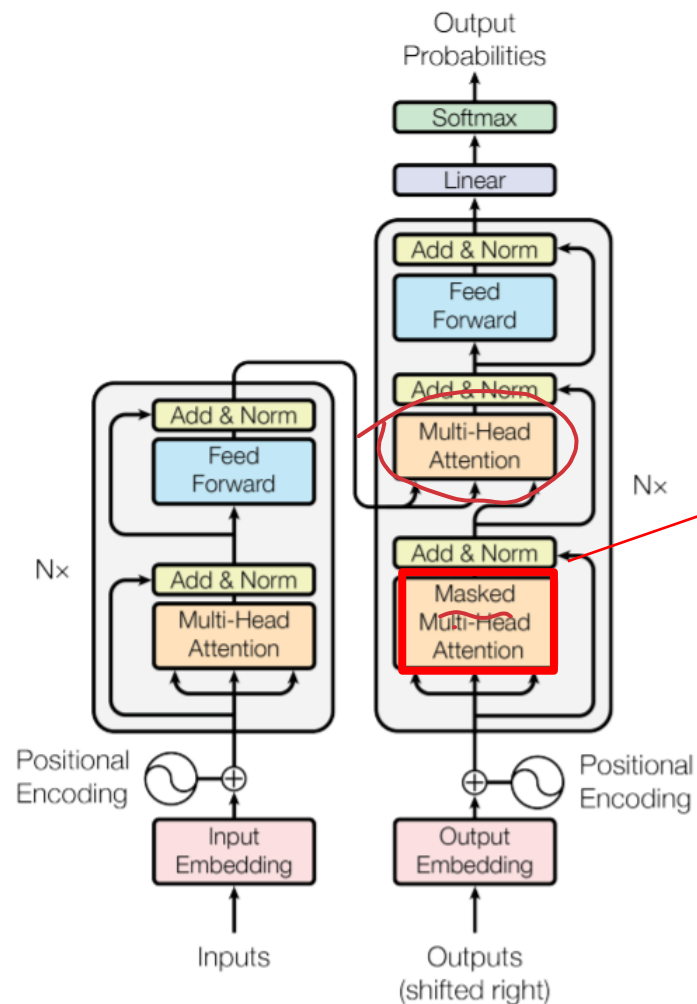 Output
Probabilities
Softmax
Linear
Add & Norm
Feed
Forward
Add & Norm
Multi-Head
Attention
Nx
Add & Norm
Masked
Multi-Head
Attention
Add & Norm
Feed
Forward
Nx
Add & Norm
Multi-Head
Attention
Positional
Encoding
Positional
Encoding
Input
Embedding
Output
Embedding
Inputs
Outputs
(shifted right)